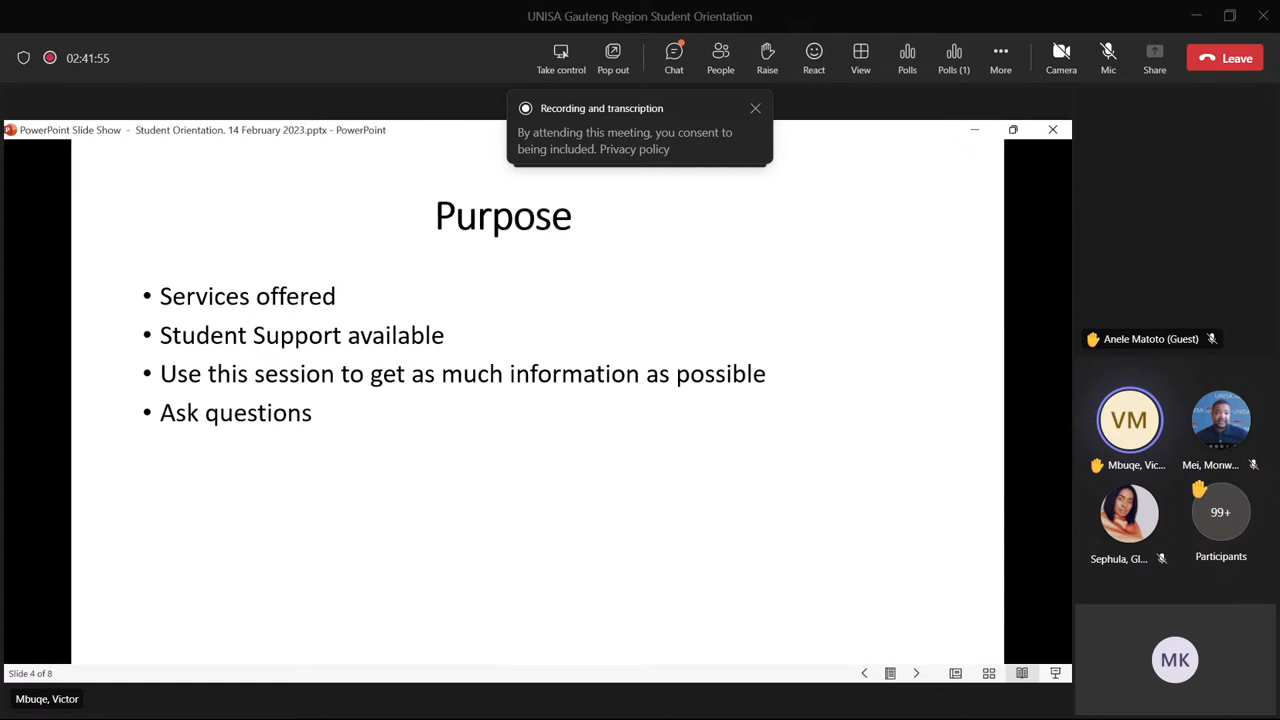 UNISA Gauteng Region Student Orientation
02:41:55
Take control
Pop out
Chat
People
Raise
React
View
Polls
Polls (1)
More
Camera
Mic
Share
Leave
Recording and transcription
By attending this meeting, you consent to
being included. Privacy policy
PowerPoint Slide Show - Student Orientation. 14 February 2023.pptx - PowerPoint
Purpose
• Services offered
• Student Support available
• Use this session to get as much information as possible
• Ask questions
Anele Matoto (Guest)
VM
Mbuqe, Vic...
Mei, Monw...
Sephula, Gl...
99+
Participants
MK
Slide 4 of 8
Mbuqe, Victor